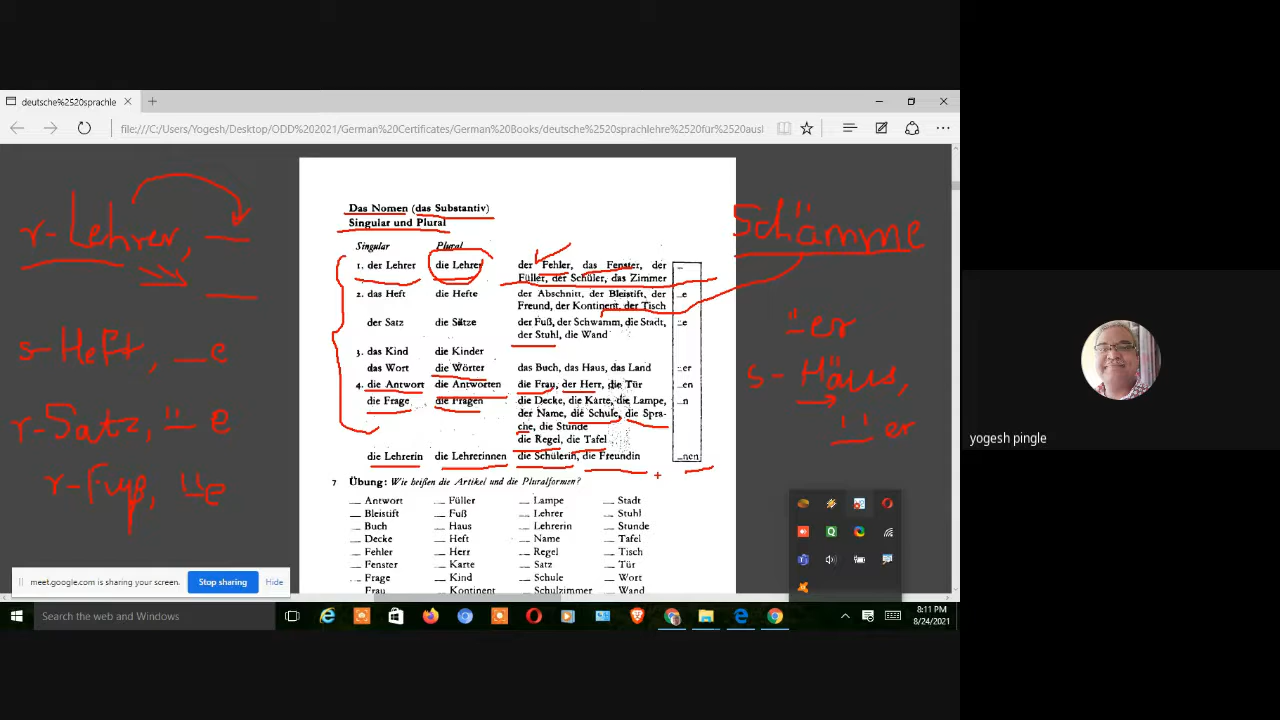 deutsche%2520sprachle
file:///C:/Users/Yogesh/Desktop/ODD%202021/German%20Certificates/German%20Books/deutsche%2520sprachlehre%2520für%2520ausl
Das Nomen (das Substantiv)
Singular und Plural
Singular Plural
1. der Lehrer die Lehrer der Fehler, das Fenster, der _
Füller, der Schüler, das Zimmer
2. das Heft die Hefte der Abschnitt, der Bleistift, der _e
Freund, der Kontinent, der Tisch
der Satz die Sätze der Fuß, der Schwamm, die Stadt, ¨e
der Stuhl, die Wand
3. das Kind die Kinder
das Wort die Wörter das Buch, das Haus, das Land ¨er
4. die Antwort die Antworten die Frau, der Herr, die Tür _en
die Frage die Fragen die Decke, die Karte, die Lampe, _n
der Name, die Schule, die Spra-
che, die Stunde
die Regel, die Tafel
die Lehrerin die Lehrerinnen die Schülerin, die Freundin _nen
7 Übung: Wie heißen die Artikel und die Pluralformen?
_ Antwort _ Füller _ Lampe _ Stadt
_ Bleistift _ Fuß _ Lehrer _ Stuhl
_ Buch _ Haus _ Lehrerin _ Stunde
_ Decke _ Heft _ Name _ Tafel
_ Fehler _ Herr _ Regel _ Tisch
_ Fenster _ Karte _ Satz _ Tür
_ Frage _ Kind _ Schule _ Wort
_ Frau _ Kontinent _ Schulzimmer _ Wand
r-Lehrer, _
s-Heft, _e
r-Satz, ¨e
r-Fuß, ¨e
Schämme
¨er
s-Häus,
¨er
yogesh pingle
meet.google.com is sharing your screen. Stop sharing Hide
Search the web and Windows
8:11 PM
8/24/2021